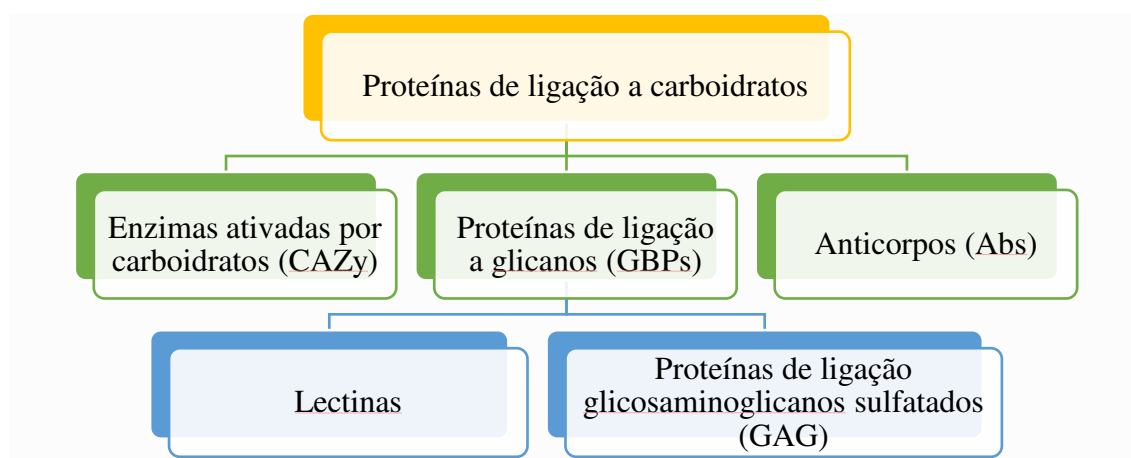 Proteínas de ligação a carboidratos
Enzimas ativadas por
carboidratos (CAZy)
Proteínas de ligação
a glicanos (GBPs)
Anticorpos (Abs)
Lectinas
Proteínas de ligação
glicosaminoglicanos sulfatados
(GAG)